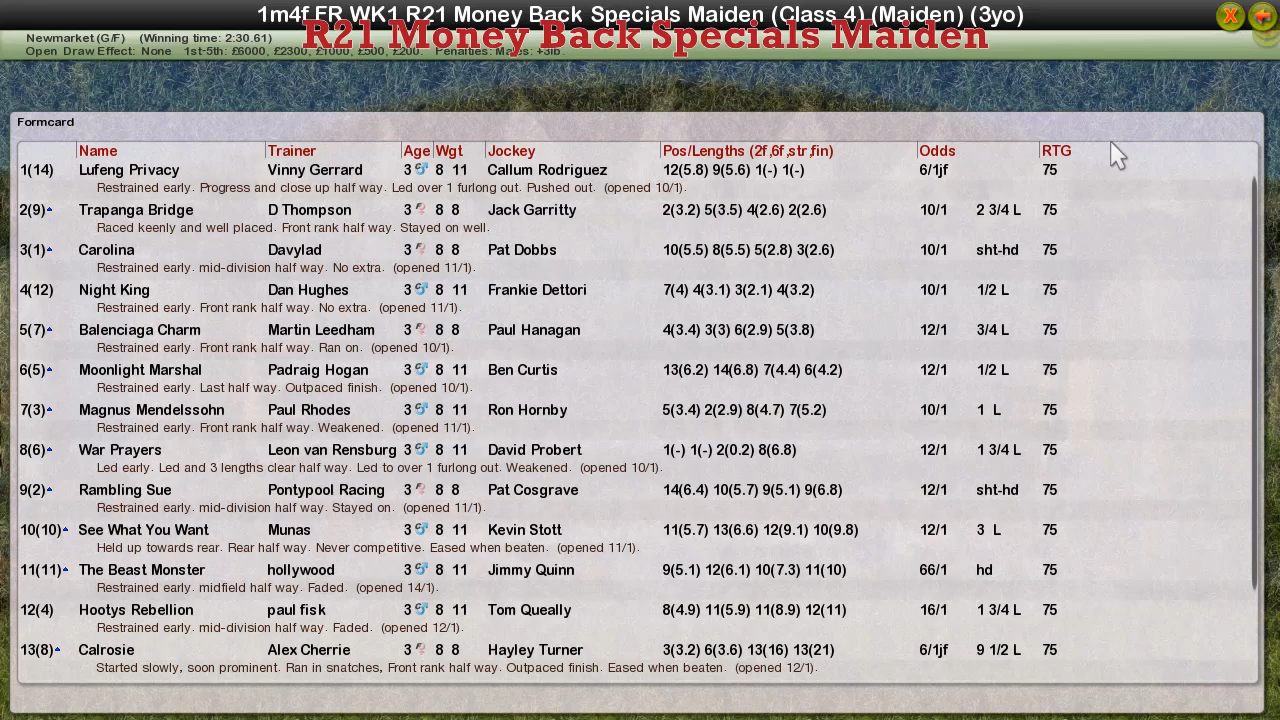 1m4f FR WK1 R21 Money Back Specials Maiden (Class 4) (Maiden) (3yo)
R21 Money Back Specials Maiden
Newmarket (G/F) (Winning time: 2:30.61)
Open Draw Effect: None 1st-5th: £6000, £2300, £1000, £500, £200. Penalties: Males: +3lb.
Formcard
Name Trainer Age Wgt Jockey Pos/Lengths (2f,6f,str,fin) Odds RTG
1(14) Lufeng Privacy Vinny Gerrard 3 8 11 Callum Rodriguez 12(5.8) 9(5.6) 1(-) 1(-) 6/1jf 75
Restrained early. Progress and close up half way. Led over 1 furlong out. Pushed out. (opened 10/1).
2(9) Trapanga Bridge D Thompson 3 8 8 Jack Garritty 2(3.2) 5(3.5) 4(2.6) 2(2.6) 10/1 2 3/4 L 75
Raced keenly and well placed. Front rank half way. Stayed on well.
3(1) Carolina Davylad 3 8 8 Pat Dobbs 10(5.5) 8(5.5) 5(2.8) 3(2.6) 10/1 sht-hd 75
Restrained early. mid-division half way. No extra. (opened 11/1).
4(12) Night King Dan Hughes 3 8 11 Frankie Dettori 7(4) 4(3.1) 3(2.1) 4(3.2) 10/1 1/2 L 75
Restrained early. Front rank half way. No extra. (opened 11/1).
5(7) Balenciaga Charm Martin Leedham 3 8 8 Paul Hanagan 4(3.4) 3(3) 6(2.9) 5(3.8) 12/1 3/4 L 75
Restrained early. Front rank half way. Ran on. (opened 10/1).
6(5) Moonlight Marshal Padraig Hogan 3 8 11 Ben Curtis 13(6.2) 14(6.8) 7(4.4) 6(4.2) 12/1 1/2 L 75
Restrained early. Last half way. Outpaced finish. (opened 10/1).
7(3) Magnus Mendelssohn Paul Rhodes 3 8 11 Ron Hornby 5(3.4) 2(2.9) 8(4.7) 7(5.2) 10/1 1 L 75
Restrained early. Front rank half way. Weakened. (opened 11/1).
8(6) War Prayers Leon van Rensburg 3 8 11 David Probert 1(-) 1(-) 2(0.2) 8(6.8) 12/1 1 3/4 L 75
Led early. Led and 3 lengths clear half way. Led to over 1 furlong out. Weakened. (opened 10/1).
9(2) Rambling Sue Pontypool Racing 3 8 8 Pat Cosgrave 14(6.4) 10(5.7) 9(5.1) 9(6.8) 12/1 sht-hd 75
Restrained early. mid-division half way. Stayed on. (opened 11/1).
10(10) See What You Want Munas 3 8 11 Kevin Stott 11(5.7) 13(6.6) 12(9.1) 10(9.8) 12/1 3 L 75
Held up towards rear. Rear half way. Never competitive. Eased when beaten. (opened 11/1).
11(11) The Beast Monster hollywood 3 8 11 Jimmy Quinn 9(5.1) 12(6.1) 10(7.3) 11(10) 66/1 hd 75
Restrained early. midfield half way. Faded. (opened 14/1).
12(4) Hootys Rebellion paul fisk 3 8 11 Tom Queally 8(4.9) 11(5.9) 11(8.9) 12(11) 16/1 1 3/4 L 75
Restrained early. mid-division half way. Faded. (opened 12/1).
13(8) Calrosie Alex Cherrie 3 8 8 Hayley Turner 3(3.2) 6(3.6) 13(16) 13(21) 6/1jf 9 1/2 L 75
Started slowly, soon prominent. Ran in snatches, Front rank half way. Outpaced finish. Eased when beaten. (opened 12/1).